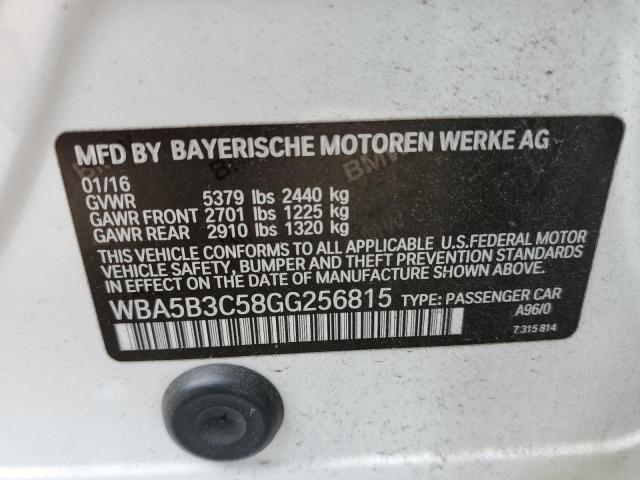 MFD BY BAYERISCHE MOTOREN WERKE AG
01/16
GVWR 5379 lbs 2440 kg
GAWR FRONT 2701 lbs 1225 kg
GAWR REAR 2910 lbs 1320 kg
THIS VEHICLE CONFORMS TO ALL APPLICABLE U.S.FEDERAL MOTOR
VEHICLE SAFETY, BUMPER AND THEFT PREVENTION STANDARDS
IN EFFECT ON THE DATE OF MANUFACTURE SHOWN ABOVE.
WBA5B3C58GG256815 TYPE: PASSENGER CAR
A96/0
7 315 814